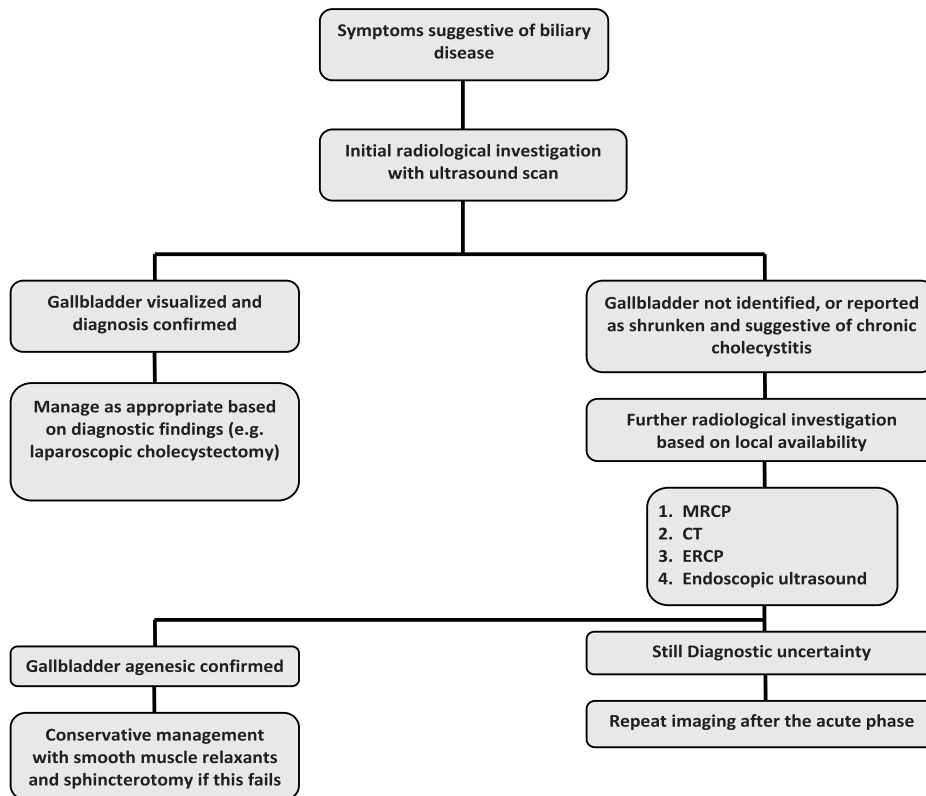 Symptoms suggestive of biliary
disease
Initial radiological investigation
with ultrasound scan
Gallbladder visualized and
diagnosis confirmed
Gallbladder not identified, or reported
as shrunken and suggestive of chronic
cholecystitis
Manage as appropriate based
on diagnostic findings (e.g.
laparoscopic cholecystectomy)
Further radiological investigation
based on local availability
1. MRCP
2. CT
3. ERCP
4. Endoscopic ultrasound
Gallbladder agenesic confirmed
Still Diagnostic uncertainty
Conservative management
with smooth muscle relaxants
and sphincterotomy if this fails
Repeat imaging after the acute phase